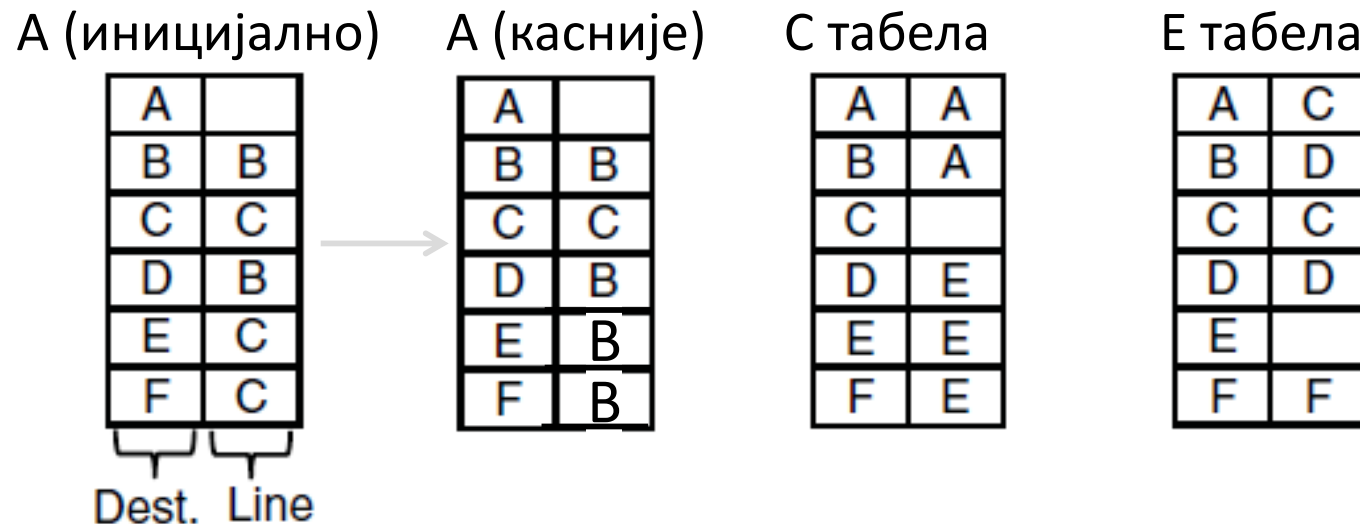 А (иницијално) А (касније) C табела E табела
A A A A A C
B B B B B A B D
C C C C C C C
D B D B D E D D
E C E B E E E
F C F B F E F F
Dest. Line